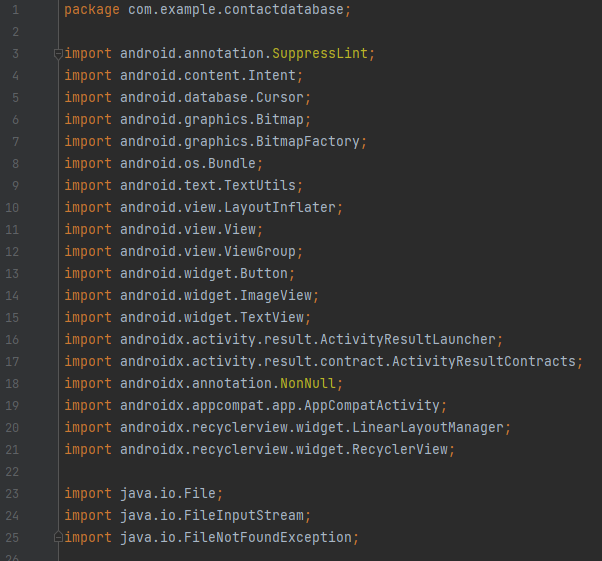 1 package com.example.contactdatabase;
2
3 import android.annotation.SuppressLint;
4 import android.content.Intent;
5 import android.database.Cursor;
6 import android.graphics.Bitmap;
7 import android.graphics.BitmapFactory;
8 import android.os.Bundle;
9 import android.text.TextUtils;
10 import android.view.LayoutInflater;
11 import android.view.View;
12 import android.view.ViewGroup;
13 import android.widget.Button;
14 import android.widget.ImageView;
15 import android.widget.TextView;
16 import androidx.activity.result.ActivityResultLauncher;
17 import androidx.activity.result.contract.ActivityResultContracts;
18 import androidx.annotation.NonNull;
19 import androidx.appcompat.app.AppCompatActivity;
20 import androidx.recyclerview.widget.LinearLayoutManager;
21 import androidx.recyclerview.widget.RecyclerView;
22
23 import java.io.File;
24 import java.io.FileInputStream;
25 import java.io.FileNotFoundException;
26